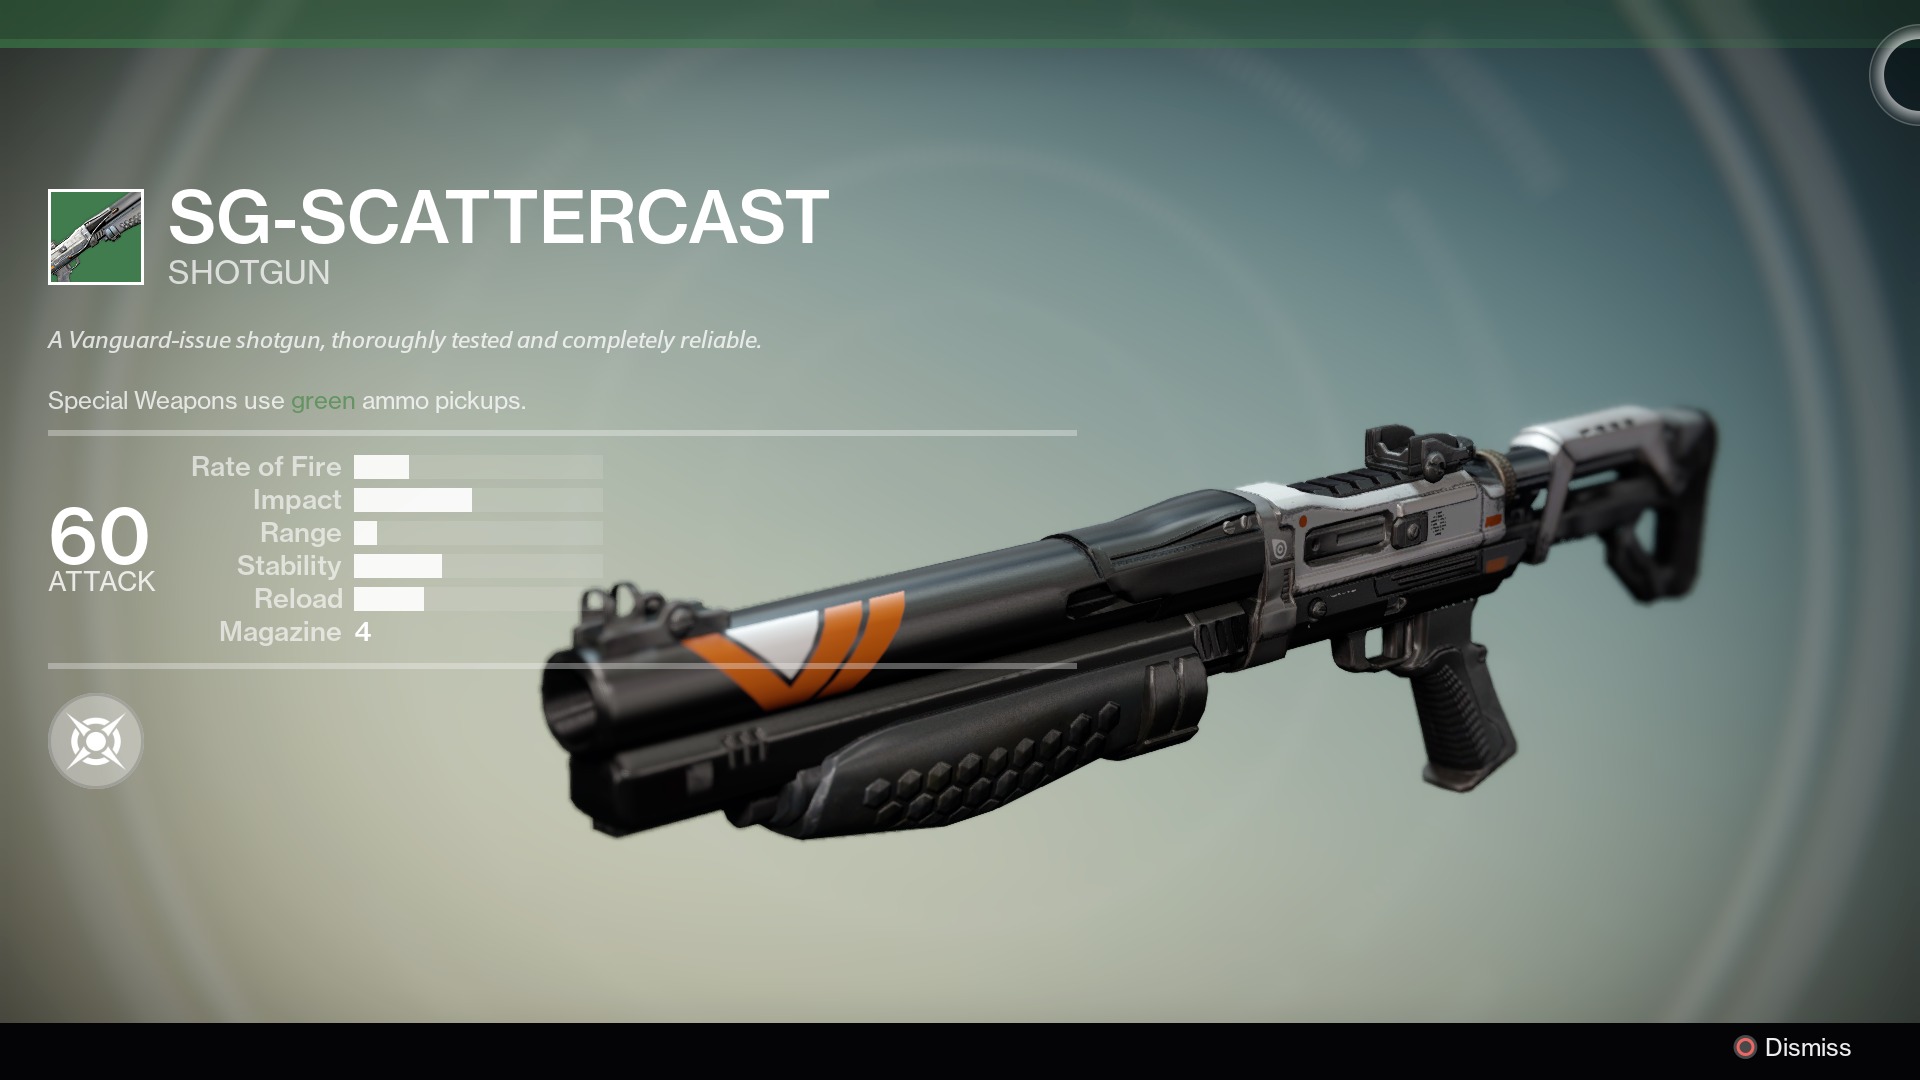 SG-SCATTERCAST
SHOTGUN
A Vanguard-issue shotgun, thoroughly tested and completely reliable.
Special Weapons use green ammo pickups.
60
ATTACK
Rate of Fire
Impact
Range
Stability
Reload
Magazine 4
Dismiss